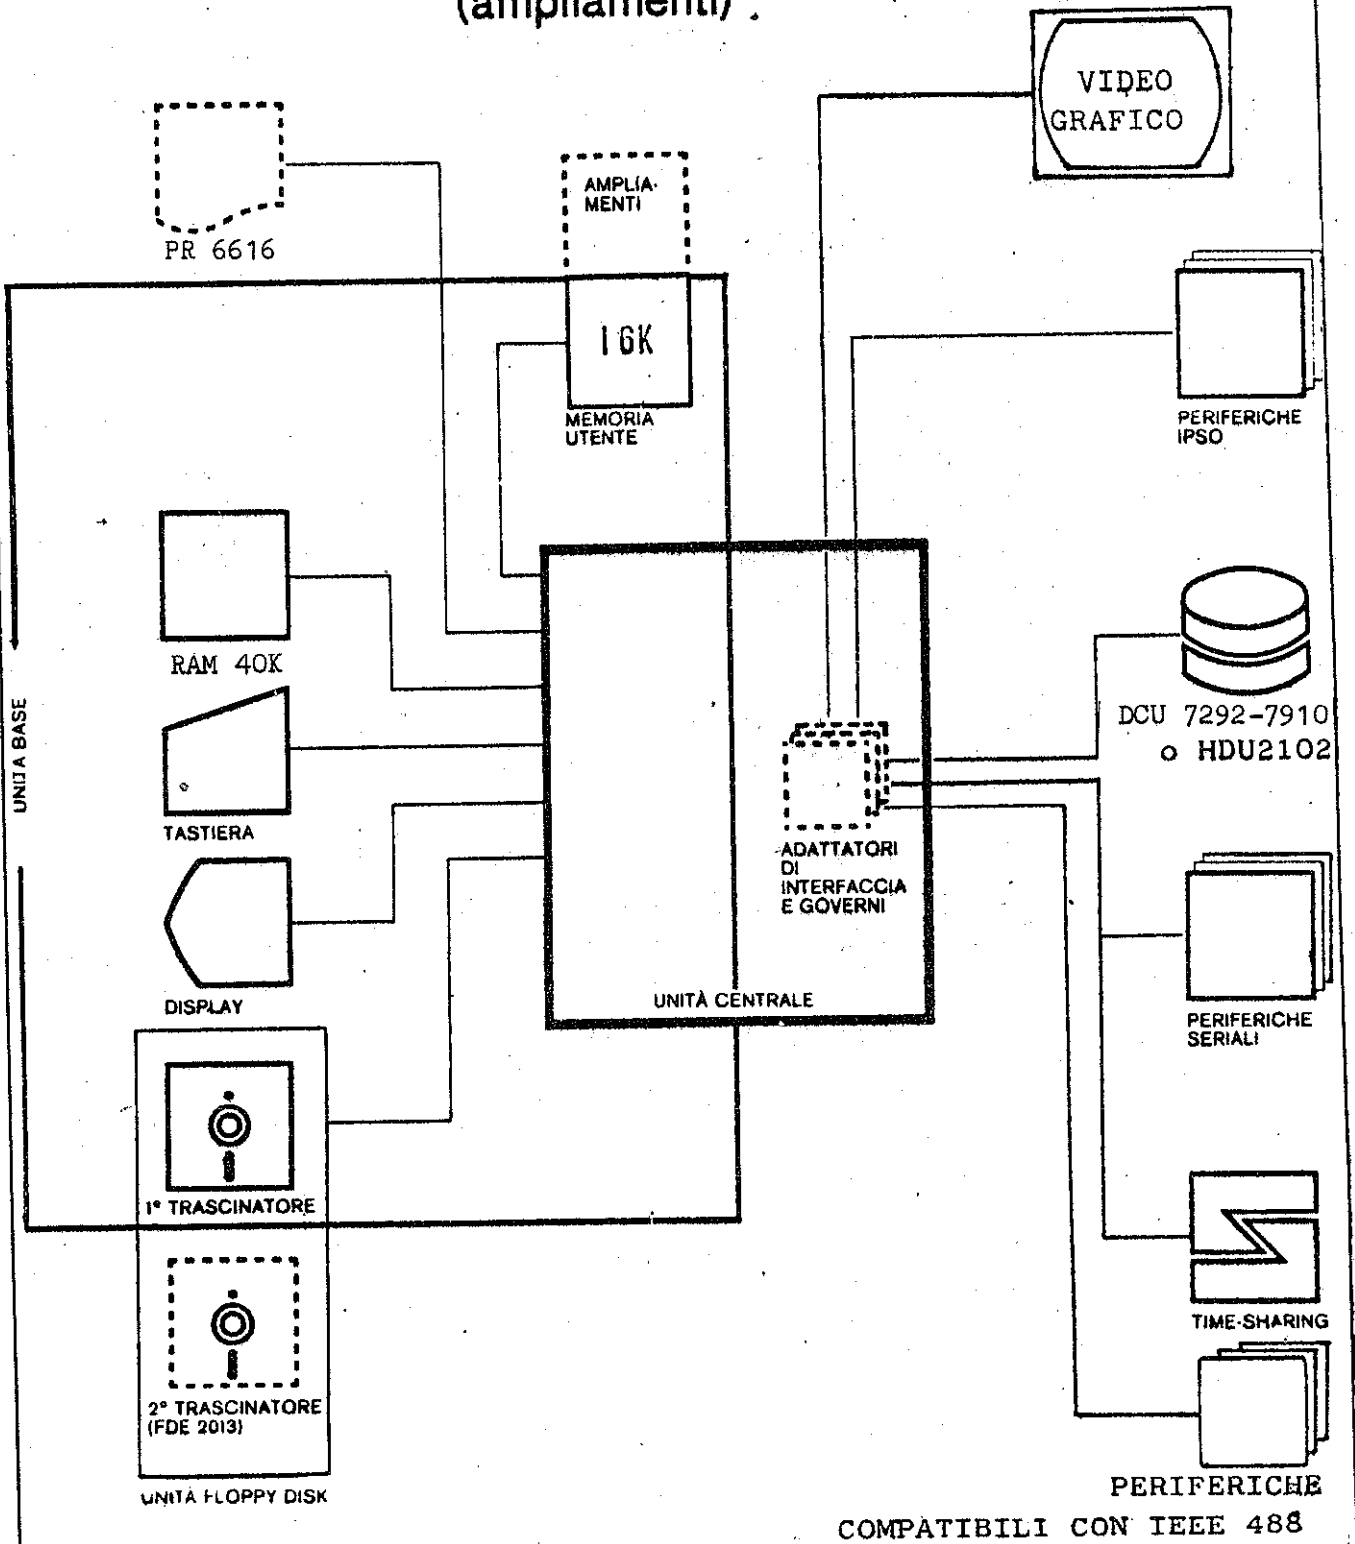 (ampliamenti)
VIDEO
GRAFICO
AMPLIA-
MENTI
PR 6616
16K
MEMORIA
UTENTE
PERIFERICHE
IPSO
RAM 40K
UNITA BASE
DCU 7292-7910
o HDU2102
TASTIERA
ADATTATORI
DI
INTERFACCIA
E GOVERNI
DISPLAY
UNITÀ CENTRALE
PERIFERICHE
SERIALI
1° TRASCINATORE
TIME-SHARING
2° TRASCINATORE
(FDE 2013)
UNITÀ FLOPPY DISK
PERIFERICHE
COMPATIBILI CON IEEE 488